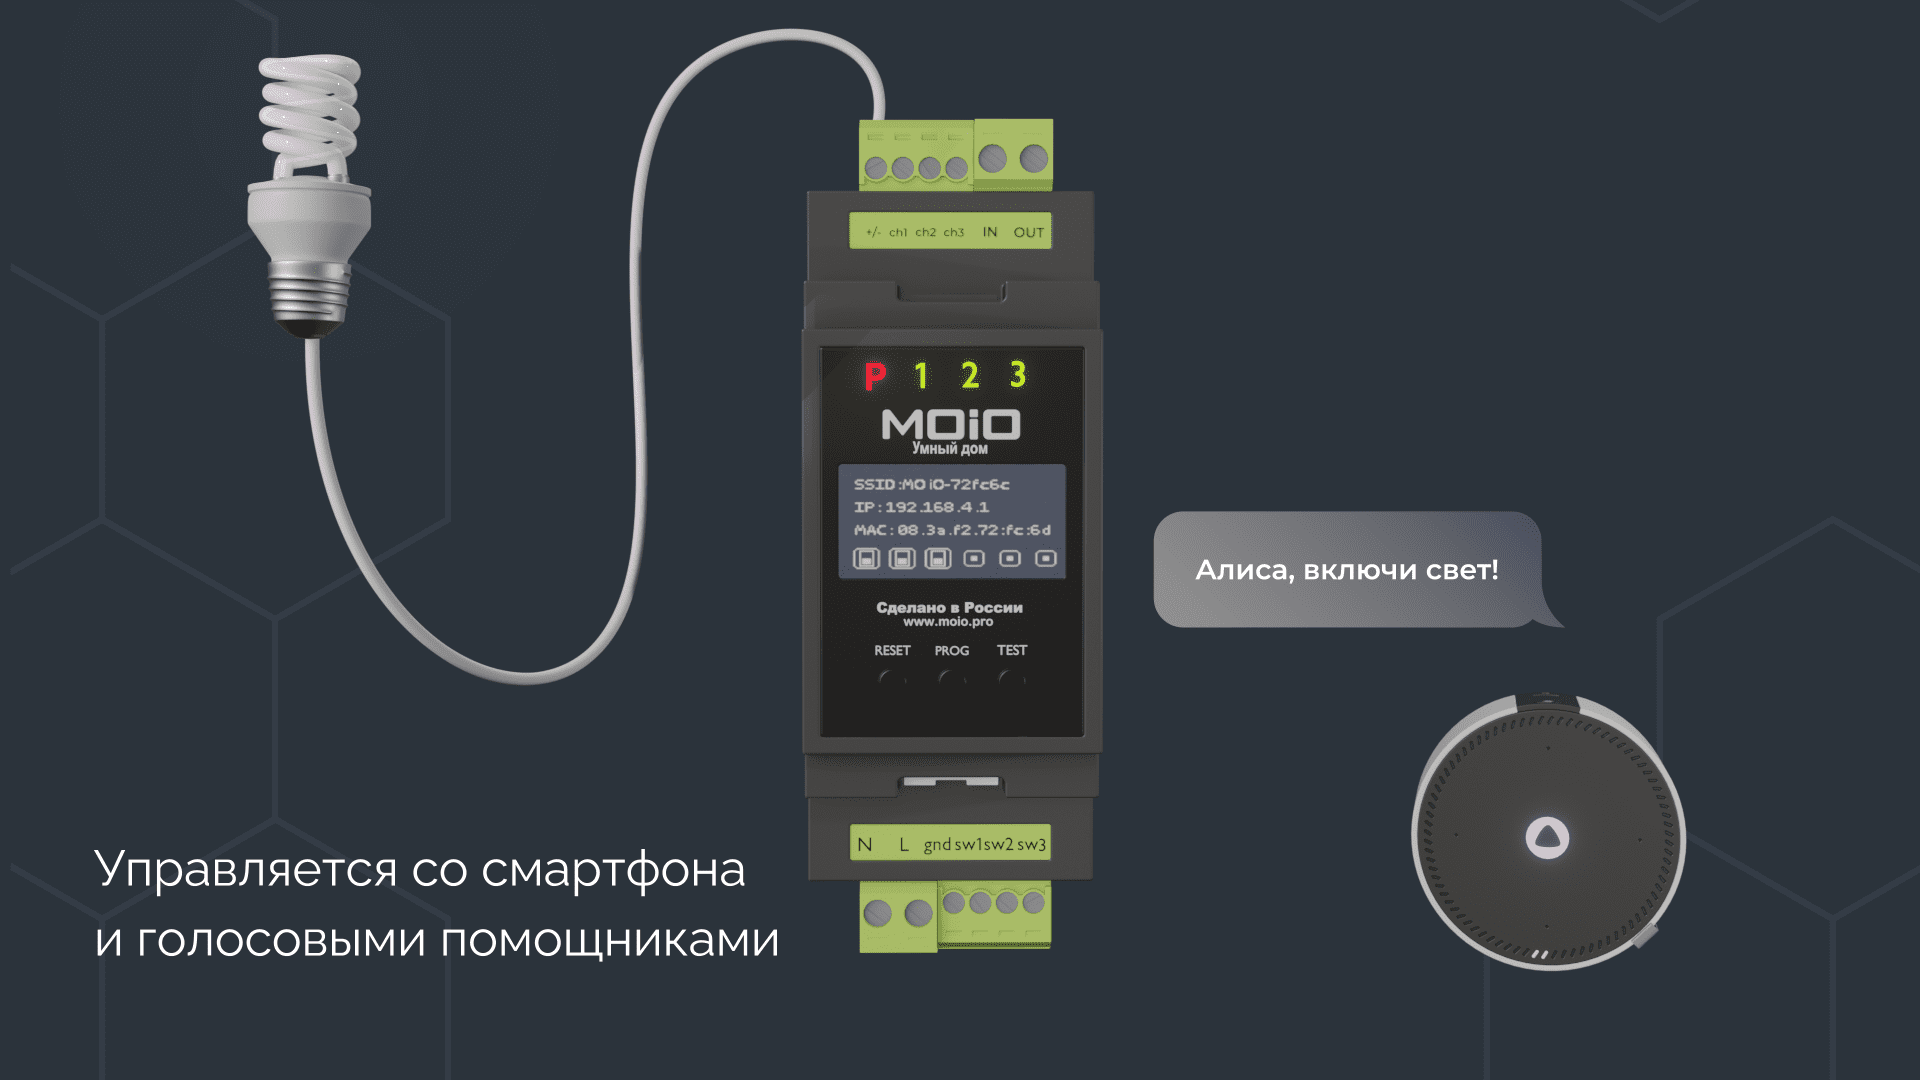 +/- ch1 ch2 ch3 IN OUT
P 1 2 3
MOiO
Умный дом
SSID:MOiO-72fc6c
IP:192.168.4.1
MAC:08.3a.f2.72:fc:6d
Сделано в России
www.moio.pro
RESET PROG TEST
Алиса, включи свет!
N L gnd sw1 sw2 sw3
Управляется со смартфона
и голосовыми помощниками